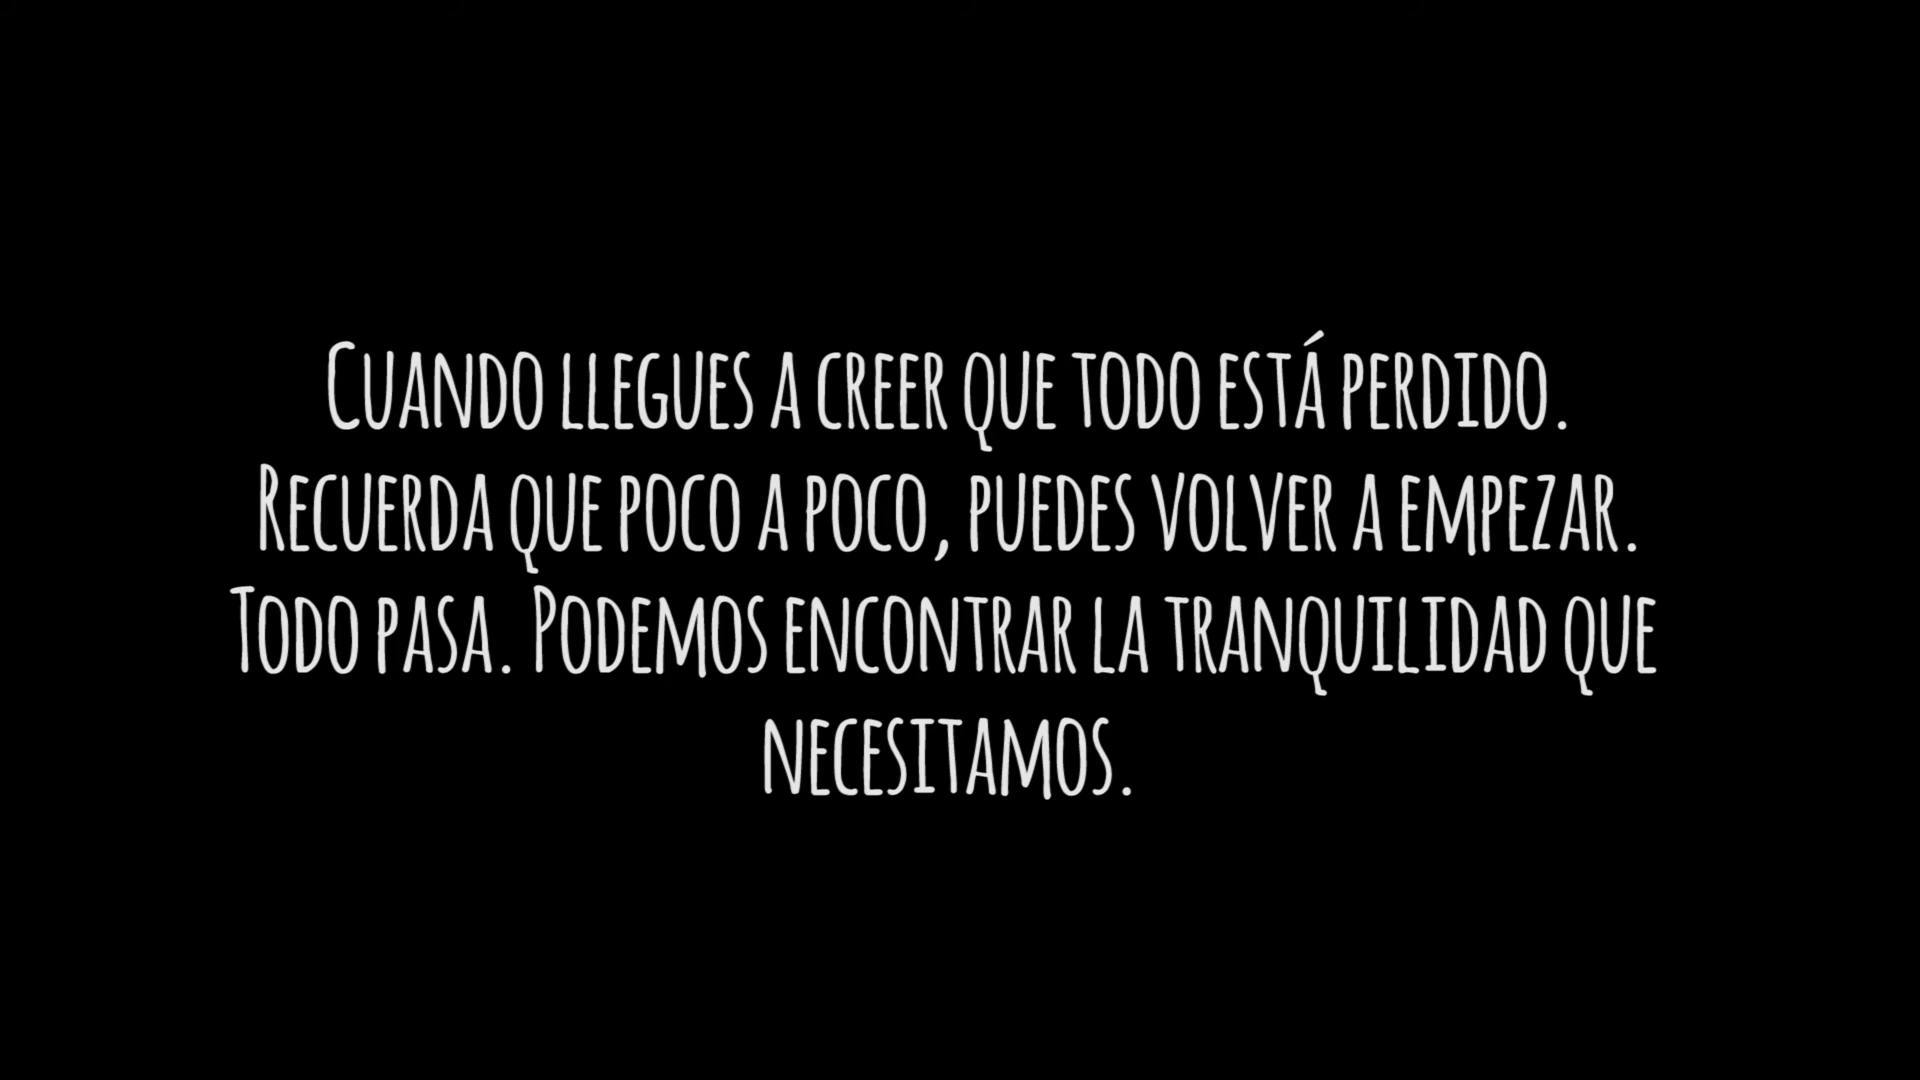 Cuando llegues a creer que todo está perdido.
Recuerda que poco a poco, puedes volver a empezar.
Todo pasa. Podemos encontrar la tranquilidad que
necesitamos.